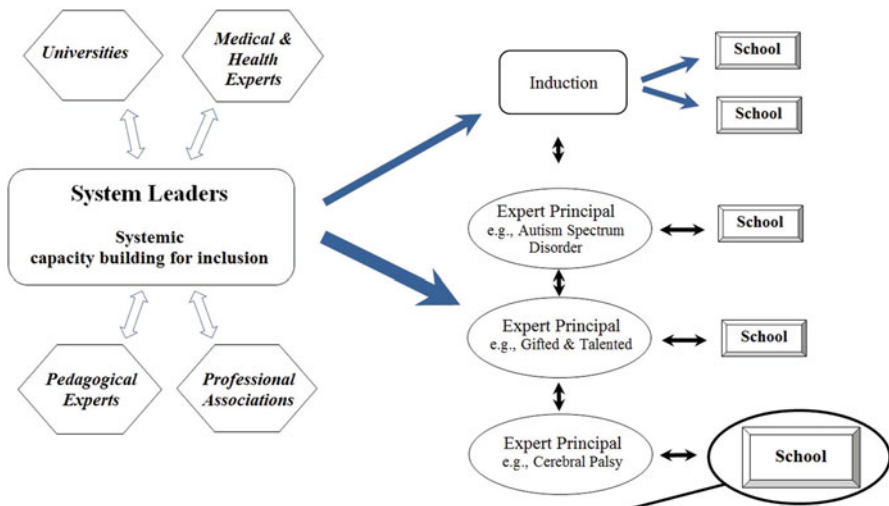 Universities
Medical &
Health
Experts
System Leaders
Systemic
capacity building for inclusion
Pedagogical
Experts
Professional
Associations
Induction
School
School
Expert Principal
e.g., Autism Spectrum
Disorder
School
Expert Principal
e.g., Gifted & Talented
School
Expert Principal
e.g., Cerebral Palsy
School